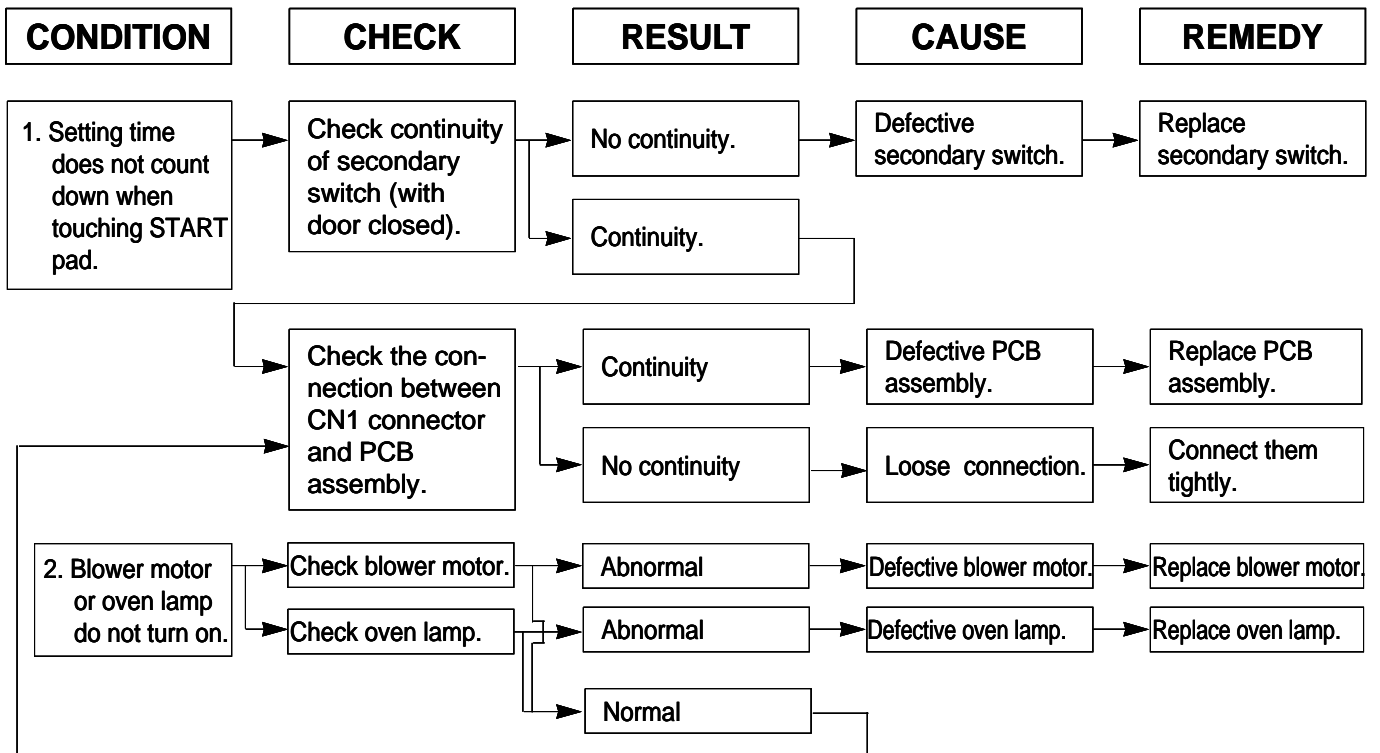 CONDITION
CHECK
RESULT
CAUSE
REMEDY
1. Setting time
does not count
down when
touching START
pad.
Check continuity
of secondary
switch (with
door closed).
No continuity.
Defective
secondary switch.
Replace
secondary switch.
Continuity.
Check the con-
nection between
CN1 connector
and PCB
assembly.
Continuity
Defective PCB
assembly.
Replace PCB
assembly.
No continuity
Loose connection.
Connect them
tightly.
2. Blower motor
or oven lamp
do not turn on.
Check blower motor.
Abnormal
Defective blower motor.
Replace blower motor.
Check oven lamp.
Abnormal
Defective oven lamp.
Replace oven lamp.
Normal